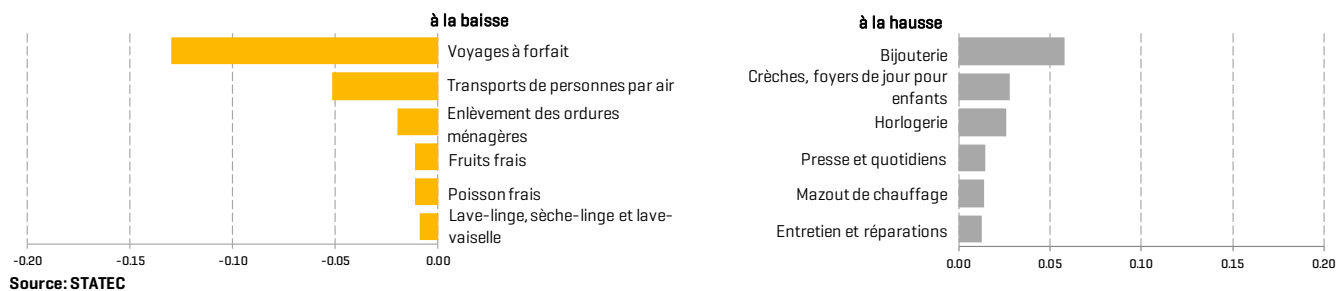 à la baisse
Voyages à forfait
Transports de personnes par air
Enlèvement des ordures
ménagères
Fruits frais
Poisson frais
Lave-linge, sèche-linge et lave-
vaiselle
-0.20 -0.15 -0.10 -0.05 0.00
Source: STATEC
à la hausse
Bijouterie
Crèches, foyers de jour pour
enfants
Horlogerie
Presse et quotidiens
Mazout de chauffage
Entretien et réparations
0.00 0.05 0.10 0.15 0.20